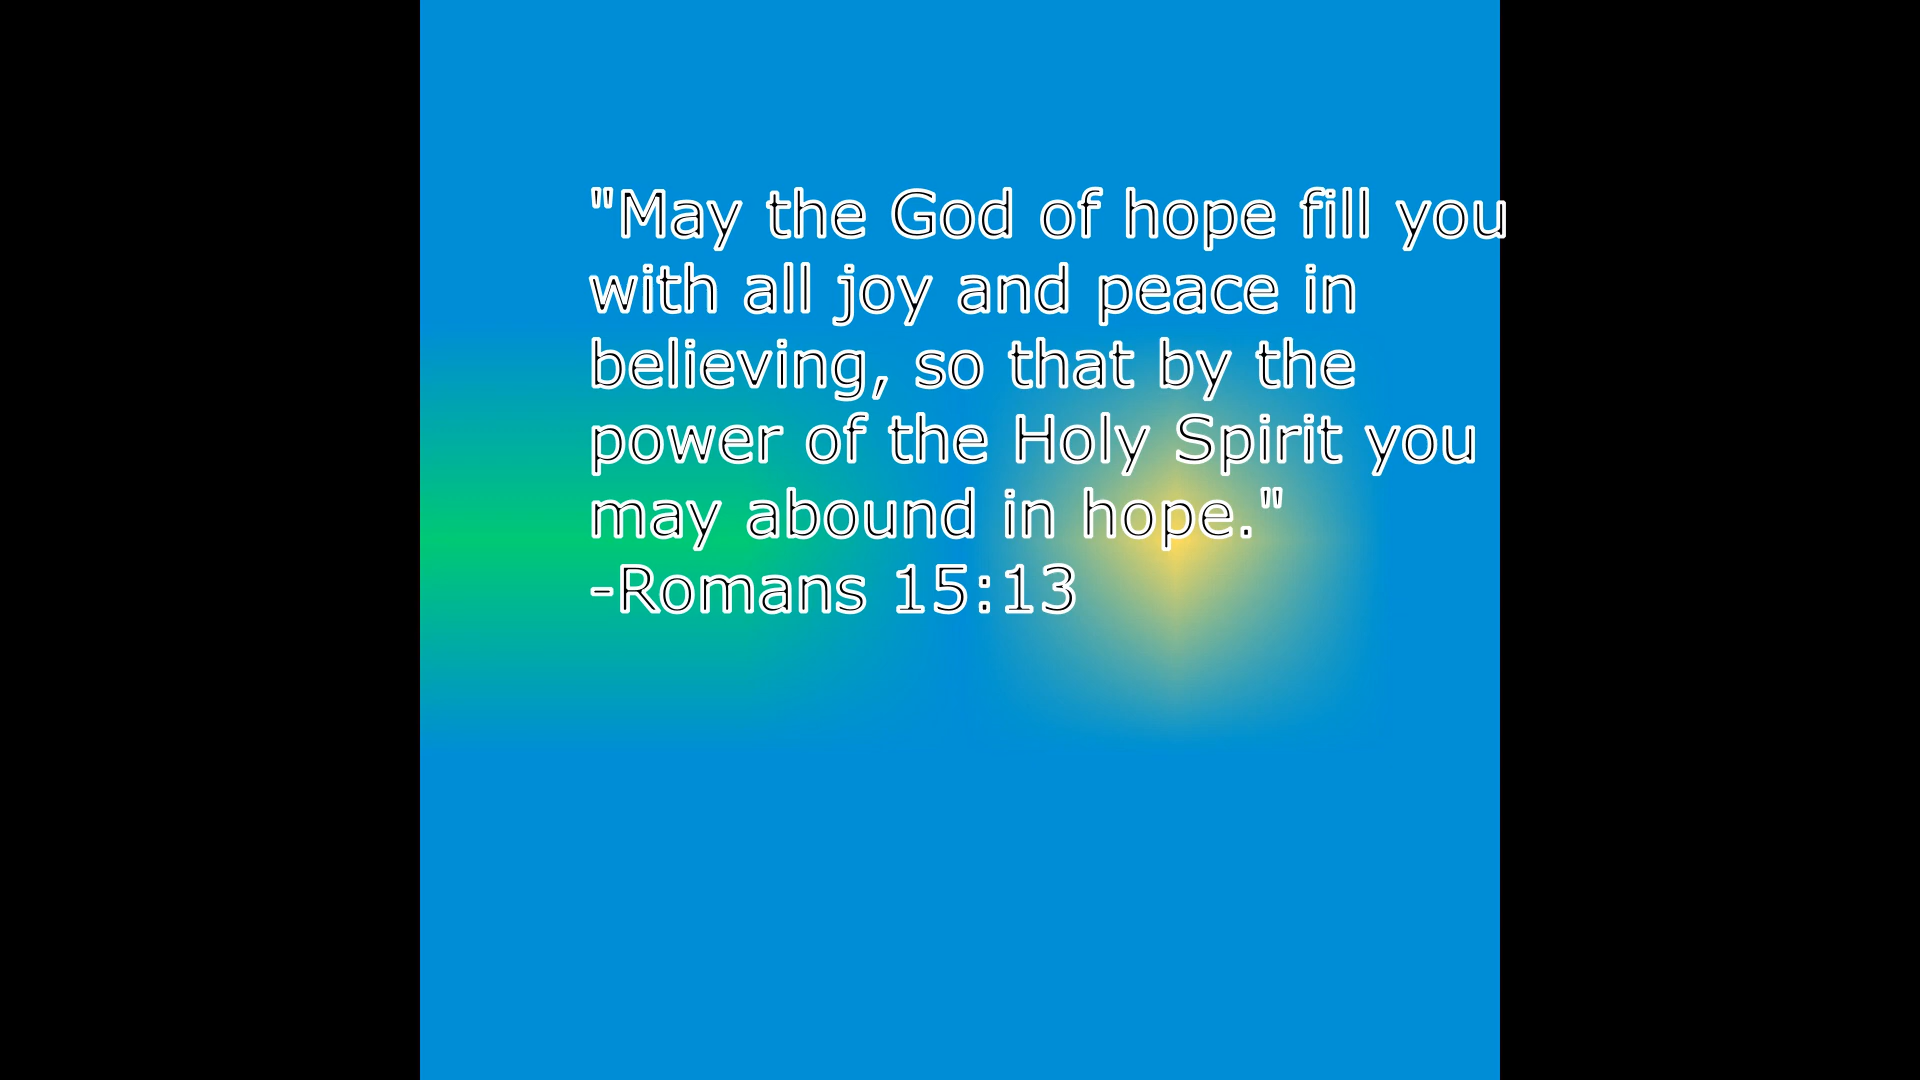 "May the God of hope fill you
with all joy and peace in
believing, so that by the
power of the Holy Spirit you
may abound in hope."
-Romans 15:13